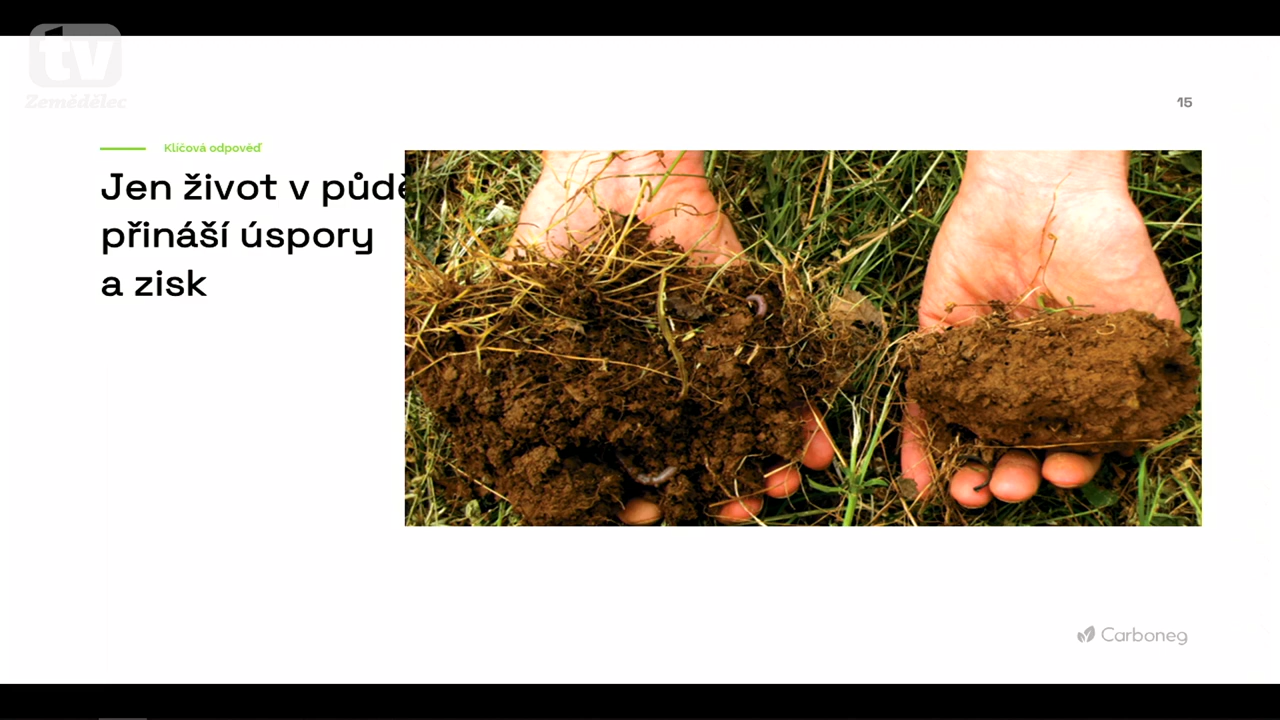 tv
Zemědělec
15
Klíčová odpověď
Jen život v půdě
přináší úspory
a zisk
Carboneg